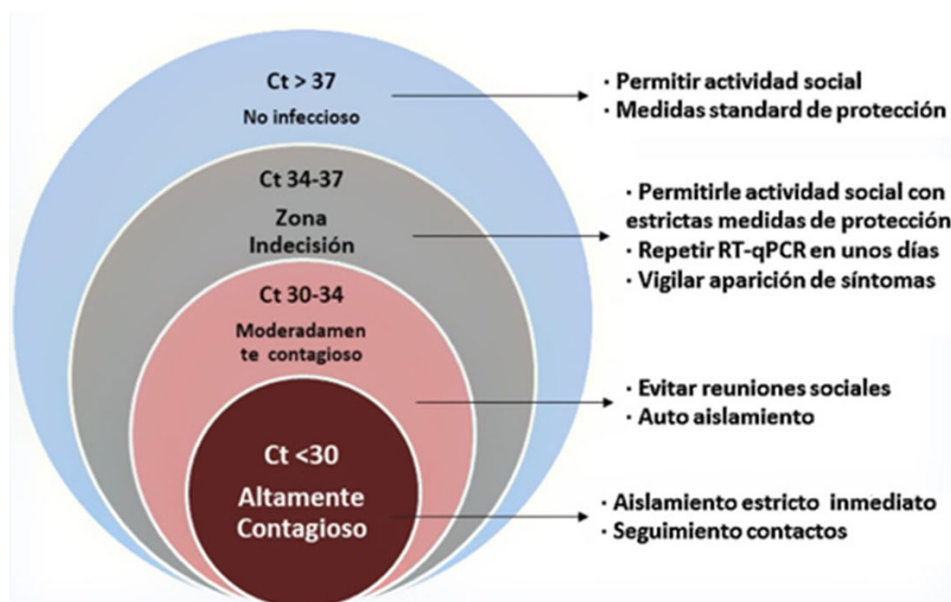 Ct > 37
No infeccioso
· Permitir actividad social
· Medidas standard de protección
Ct 34-37
Zona
Indecisión
· Permitirle actividad social con
estrictas medidas de protección
· Repetir RT-qPCR en unos días
· Vigilar aparición de síntomas
Ct 30-34
Moderadamen
te contagioso
· Evitar reuniones sociales
· Auto aislamiento
Ct <30
Altamente
Contagioso
· Aislamiento estricto inmediato
· Seguimiento contactos